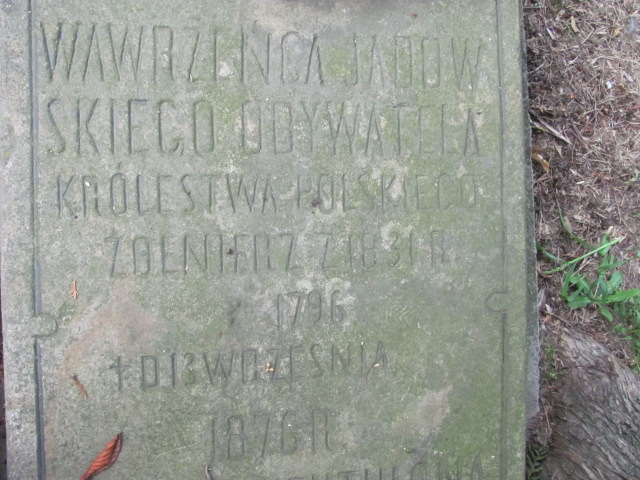 WAWRZEŃCA JADOW
SKIEGO OBYWATELA
KRÓLESTWA POLSKIEGO
ŻOŁNIERZ Z 1831 R.
1796
† D 13 WRZEŚNIA
1876 R.